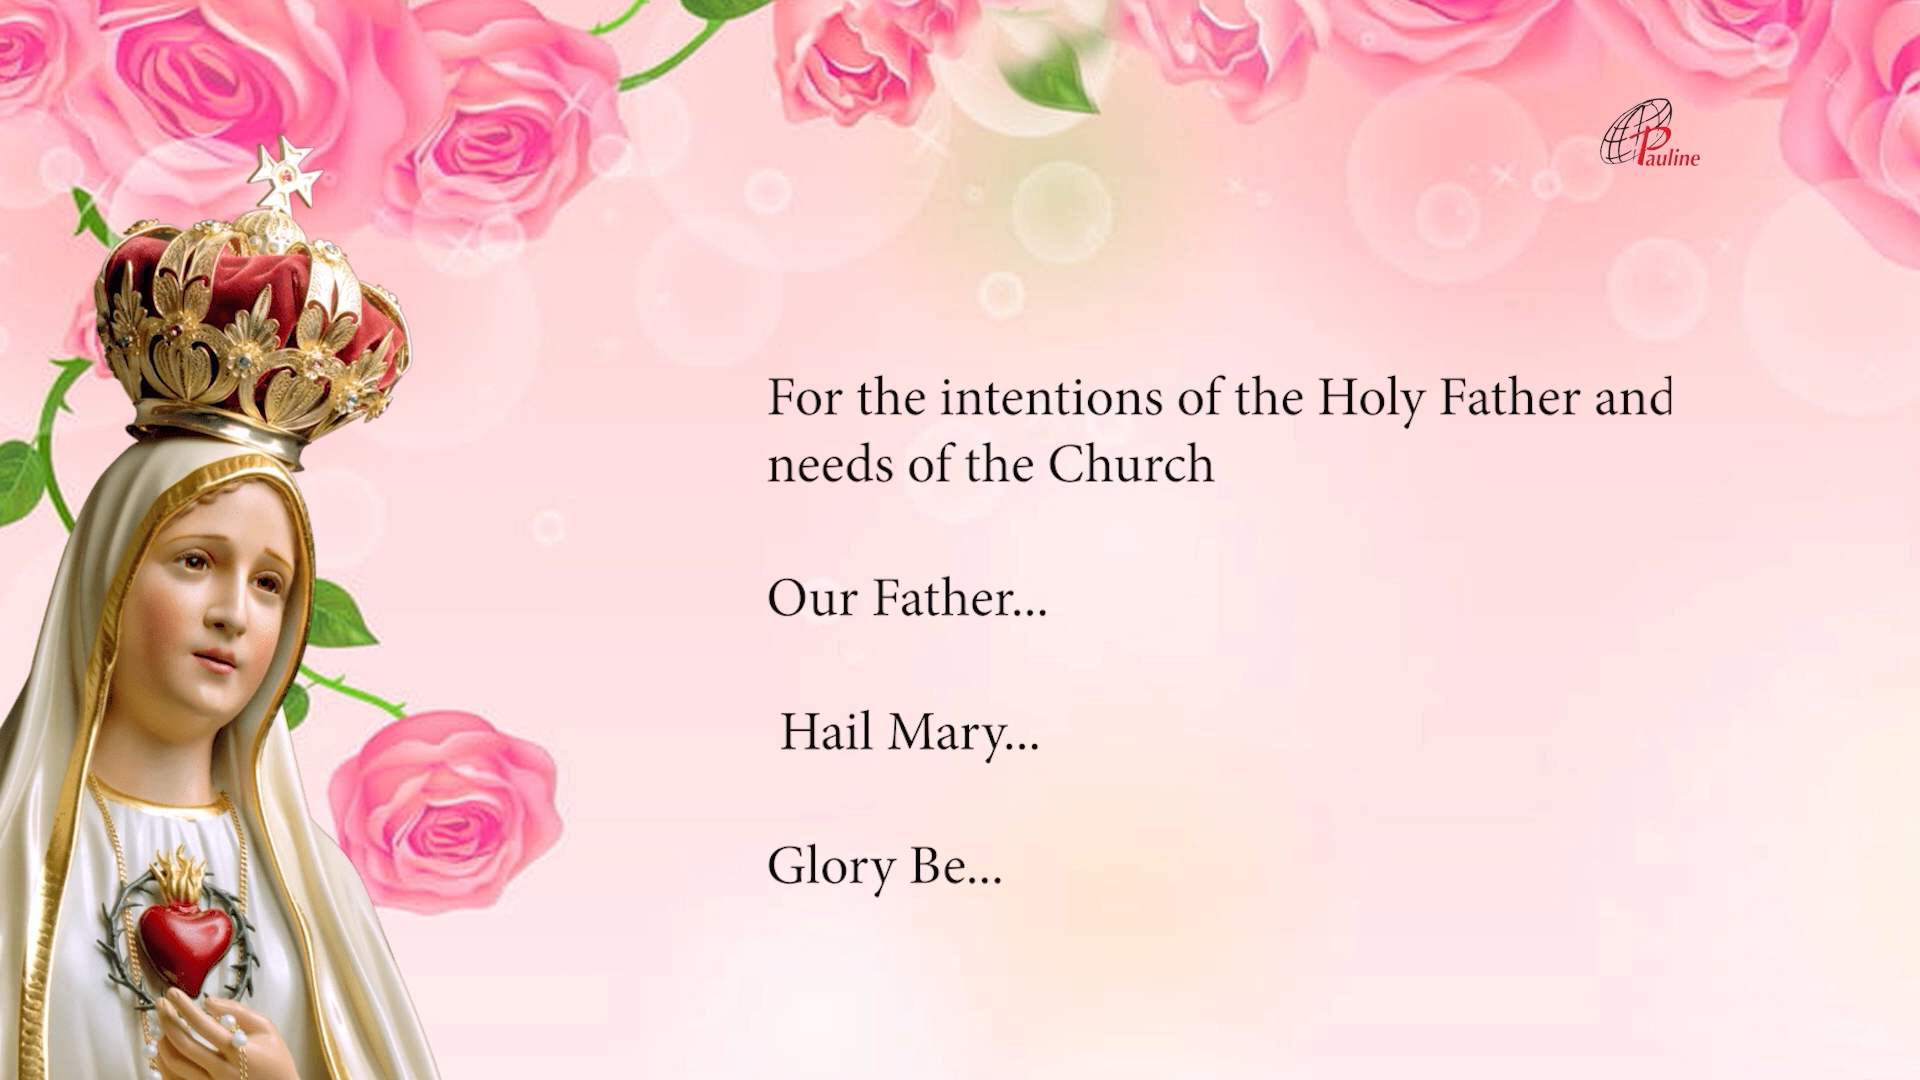 Pauline
For the intentions of the Holy Father and
needs of the Church
Our Father...
Hail Mary...
Glory Be...